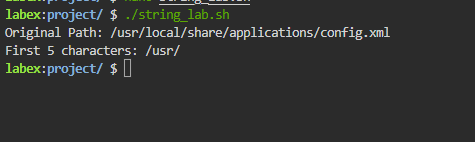 labex:project/ $ ./string_lab.sh
Original Path: /usr/local/share/applications/config.xml
First 5 characters: /usr/
labex:project/ $